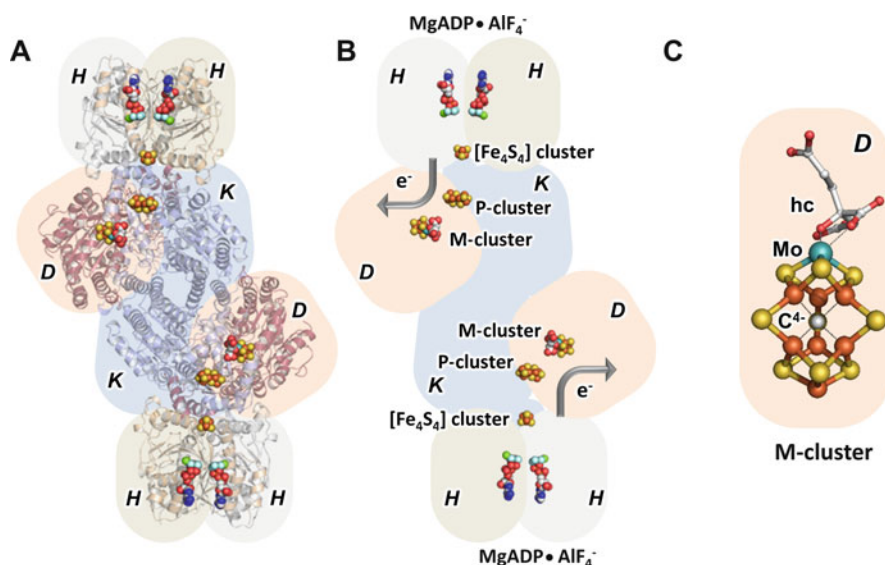 A
H
H
K
D
D
K
H
H
B
MgADP• AlF₄⁻
H
H
[Fe₄S₄] cluster
e⁻
K
P-cluster
M-cluster
D
D
M-cluster
P-cluster
K
e⁻
[Fe₄S₄] cluster
H
H
MgADP• AlF₄⁻
C
D
hc
Mo
C⁴⁻
M-cluster